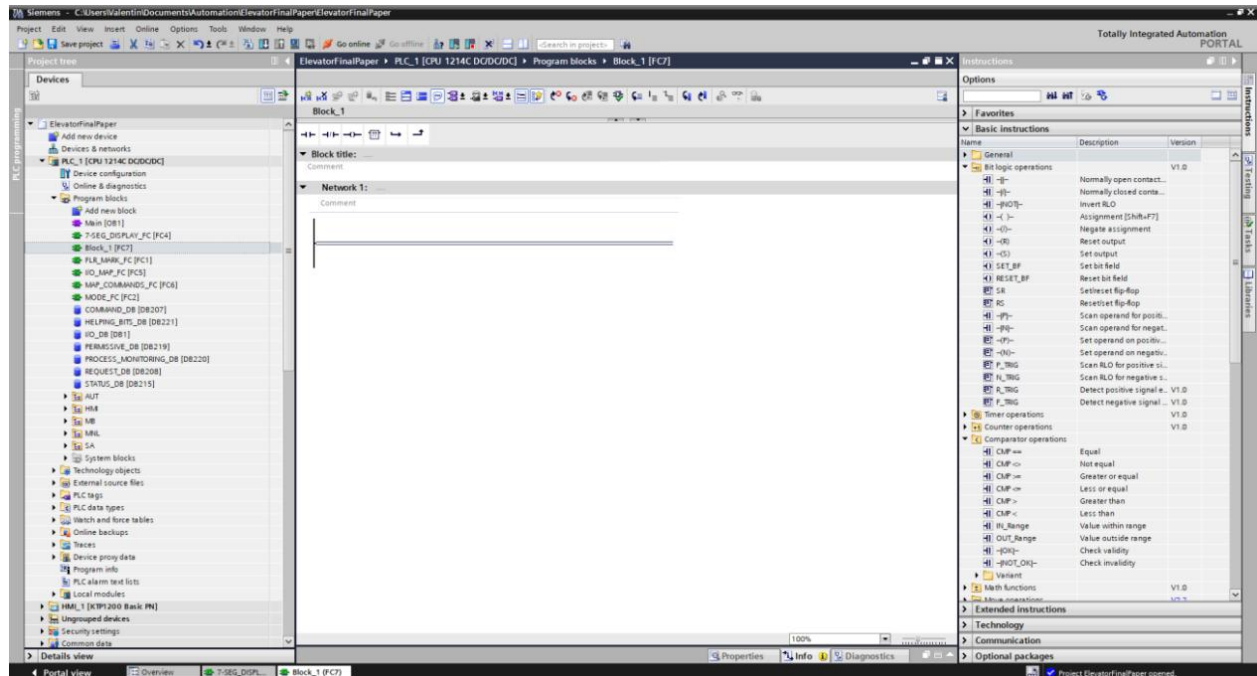 Siemens - C:\Users\Valentin\Documents\Automation\ElevatorFinalPaper\ElevatorFinalPaper
Project Edit View Insert Online Options Tools Window Help
Totally Integrated Automation
PORTAL
Save project Go online Go offline <Search in project>
Project tree
Devices
PLC programming
ElevatorFinalPaper
Add new device
Devices & networks
PLC_1 [CPU 1214C DC/DC/DC]
Device configuration
Online & diagnostics
Program blocks
Add new block
Main [OB1]
7-SEG_DISPLAY_FC [FC4]
Block_1 [FC7]
FLR_MARK_FC [FC1]
I/O_MAP_FC [FC5]
MAP_COMMANDS_FC [FC6]
MODE_FC [FC2]
COMMAND_DB [DB207]
HELPING_BITS_DB [DB221]
I/O_DB [DB1]
PERMISSIVE_DB [DB219]
PROCESS_MONITORING_DB [DB220]
REQUEST_DB [DB208]
STATUS_DB [DB215]
AUT
HMI
MB
MNL
SA
System blocks
Technology objects
External source files
PLC tags
PLC data types
Watch and force tables
Online backups
Traces
Device proxy data
Program info
PLC alarm text lists
Local modules
HMI_1 [KTP1200 Basic PN]
Ungrouped devices
Security settings
Common data
Details view
ElevatorFinalPaper PLC_1 [CPU 1214C DC/DC/DC] Program blocks Block_1 [FC7]
Block_1
Block title: ...
Comment
Network 1: ...
Comment
100%
Properties Info Diagnostics
Instructions
Options
Favorites
Basic instructions
Name Description Version
General
Bit logic operations V1.0
-| |- Normally open contact...
-|/|- Normally closed conta...
-|NOT|- Invert RLO
-( )- Assignment [Shift+F7]
-(/)- Negate assignment
-(R) Reset output
-(S) Set output
SET_BF Set bit field
RESET_BF Reset bit field
SR Set/reset flip-flop
RS Reset/set flip-flop
-|P|- Scan operand for positi...
-|N|- Scan operand for negat...
-(P)- Set operand on positiv...
-(N)- Set operand on negativ...
P_TRIG Scan RLO for positive si...
N_TRIG Scan RLO for negative s...
R_TRIG Detect positive signal e... V1.0
F_TRIG Detect negative signal ... V1.0
Timer operations V1.0
Counter operations V1.0
Comparator operations
CMP == Equal
CMP <> Not equal
CMP >= Greater or equal
CMP <= Less or equal
CMP > Greater than
CMP < Less than
IN_Range Value within range
OUT_Range Value outside range
-|OK|- Check validity
-|NOT_OK|- Check invalidity
Variant
Math functions V1.0
Move operations
Extended instructions
Technology
Communication
Optional packages
Instructions
Testing
Tasks
Libraries
Portal view Overview 7-SEG_DISPL... Block_1 (FC7)
Project ElevatorFinalPaper opened.